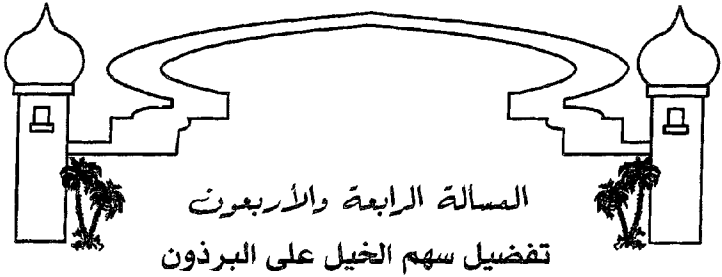 المسألة الرابعة والأربعون
تفضيل سهم الخيل على البرذون